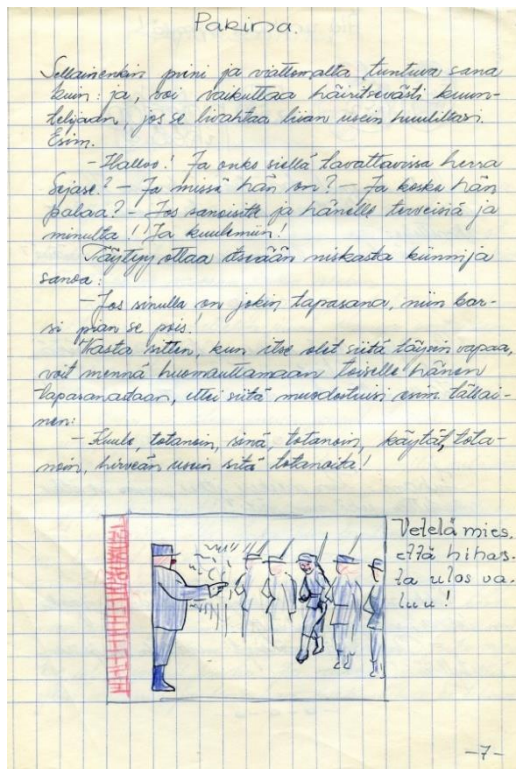 Pakina.
Sellainenkin pieni ja viattomalta tuntuva sana
kuin: ja, voi vaikuttaa häiritsevästi kuun-
telijaan, jos se livahtaa liian usein huuliltasi.
Esim.
- Halloo! Ja onko siellä tavattavissa herra
Sejase? - Ja missä hän on? - Ja koska hän
palaa? - Jos sanoisitte ja hänelle terveisiä ja
minulta!! Ja kuulemiin!
Täytyy ottaa itseään niskasta kiinni ja
sanoa:
- Jos sinulla on jokin tapasana, niin kar-
si pian se pois!
Vasta sitten, kun itse olet siitä täysin vapaa,
voit mennä huomauttamaan toiselle hänen
tapasanastaan, ettei siitä muodostuisi esim. tällai-
nen:
- Kuule, totanoin, sinä, totanoin, käytät, tota-
noin, hirveän usein sitä totanoita!
Vetelä mies.
että hihas-
ta ulos va-
luu!
-7-